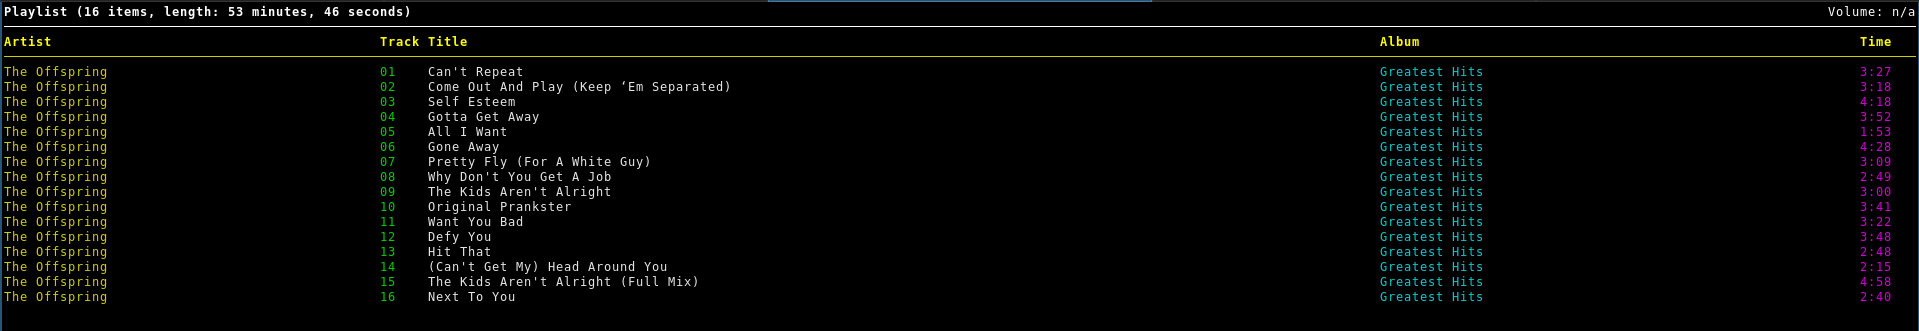 Playlist (16 items, length: 53 minutes, 46 seconds) Volume: n/a
Artist Track Title Album Time
The Offspring 01 Can't Repeat Greatest Hits 3:27
The Offspring 02 Come Out And Play (Keep ‘Em Separated) Greatest Hits 3:18
The Offspring 03 Self Esteem Greatest Hits 4:18
The Offspring 04 Gotta Get Away Greatest Hits 3:52
The Offspring 05 All I Want Greatest Hits 1:53
The Offspring 06 Gone Away Greatest Hits 4:28
The Offspring 07 Pretty Fly (For A White Guy) Greatest Hits 3:09
The Offspring 08 Why Don't You Get A Job Greatest Hits 2:49
The Offspring 09 The Kids Aren't Alright Greatest Hits 3:00
The Offspring 10 Original Prankster Greatest Hits 3:41
The Offspring 11 Want You Bad Greatest Hits 3:22
The Offspring 12 Defy You Greatest Hits 3:48
The Offspring 13 Hit That Greatest Hits 2:48
The Offspring 14 (Can't Get My) Head Around You Greatest Hits 2:15
The Offspring 15 The Kids Aren't Alright (Full Mix) Greatest Hits 4:58
The Offspring 16 Next To You Greatest Hits 2:40